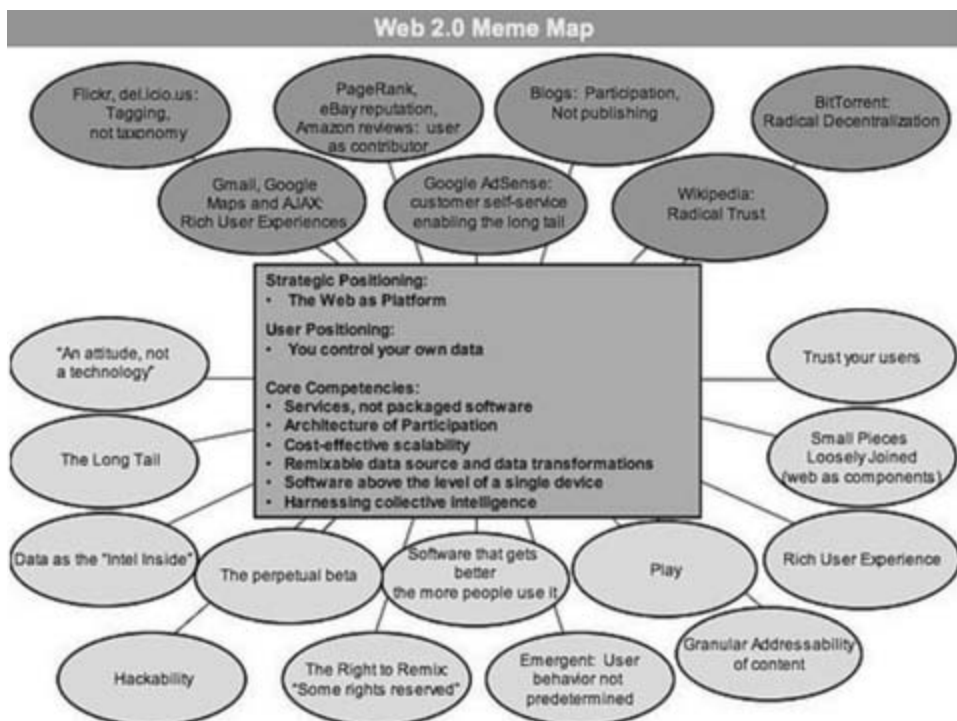 Web 2.0 Meme Map
Flickr, del.icio.us:
Tagging,
not taxonomy
PageRank,
eBay reputation,
Amazon reviews: user
as contributor
Blogs: Participation,
Not publishing
BitTorrent:
Radical Decentralization
Gmail, Google
Maps and AJAX:
Rich User Experiences
Google AdSense:
customer self-service
enabling the long tail
Wikipedia:
Radical Trust
Strategic Positioning:
• The Web as Platform
User Positioning:
• You control your own data
Core Competencies:
• Services, not packaged software
• Architecture of Participation
• Cost-effective scalability
• Remixable data source and data transformations
• Software above the level of a single device
• Harnessing collective intelligence
"An attitude, not
a technology"
Trust your users
The Long Tail
Small Pieces
Loosely Joined
(web as components)
Data as the "Intel Inside"
The perpetual beta
Software that gets
better
the more people use it
Play
Rich User Experience
Hackability
The Right to Remix:
"Some rights reserved"
Emergent: User
behavior not
predetermined
Granular Addressability
of content